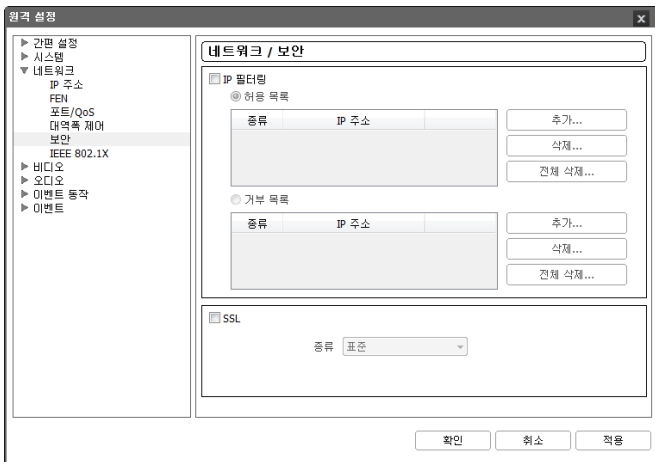 원격 설정
간편 설정
시스템
네트워크
IP 주소
FEN
포트/QoS
대역폭 제어
보안
IEEE 802.1X
비디오
오디오
이벤트 동작
이벤트
네트워크 / 보안
IP 필터링
허용 목록
종류 IP 주소
추가...
삭제...
전체 삭제...
거부 목록
종류 IP 주소
추가...
삭제...
전체 삭제...
SSL
종류 표준
확인 취소 적용